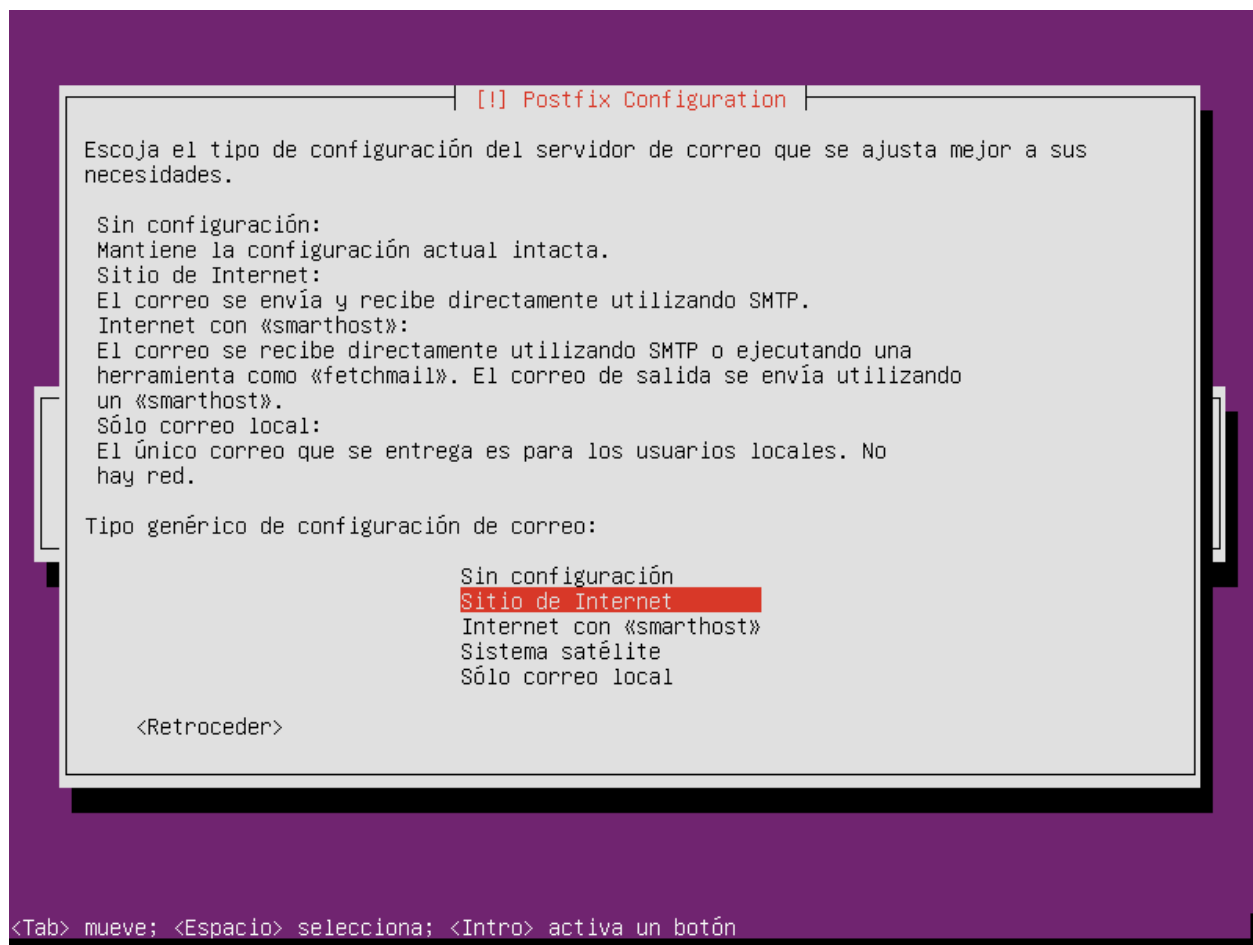 [!] Postfix Configuration
Escoja el tipo de configuración del servidor de correo que se ajusta mejor a sus
necesidades.
Sin configuración:
Mantiene la configuración actual intacta.
Sitio de Internet:
El correo se envía y recibe directamente utilizando SMTP.
Internet con «smarthost»:
El correo se recibe directamente utilizando SMTP o ejecutando una
herramienta como «fetchmail». El correo de salida se envía utilizando
un «smarthost».
Sólo correo local:
El único correo que se entrega es para los usuarios locales. No
hay red.
Tipo genérico de configuración de correo:
Sin configuración
Sitio de Internet
Internet con «smarthost»
Sistema satélite
Sólo correo local
<Retroceder>
<Tab> mueve; <Espacio> selecciona; <Intro> activa un botón